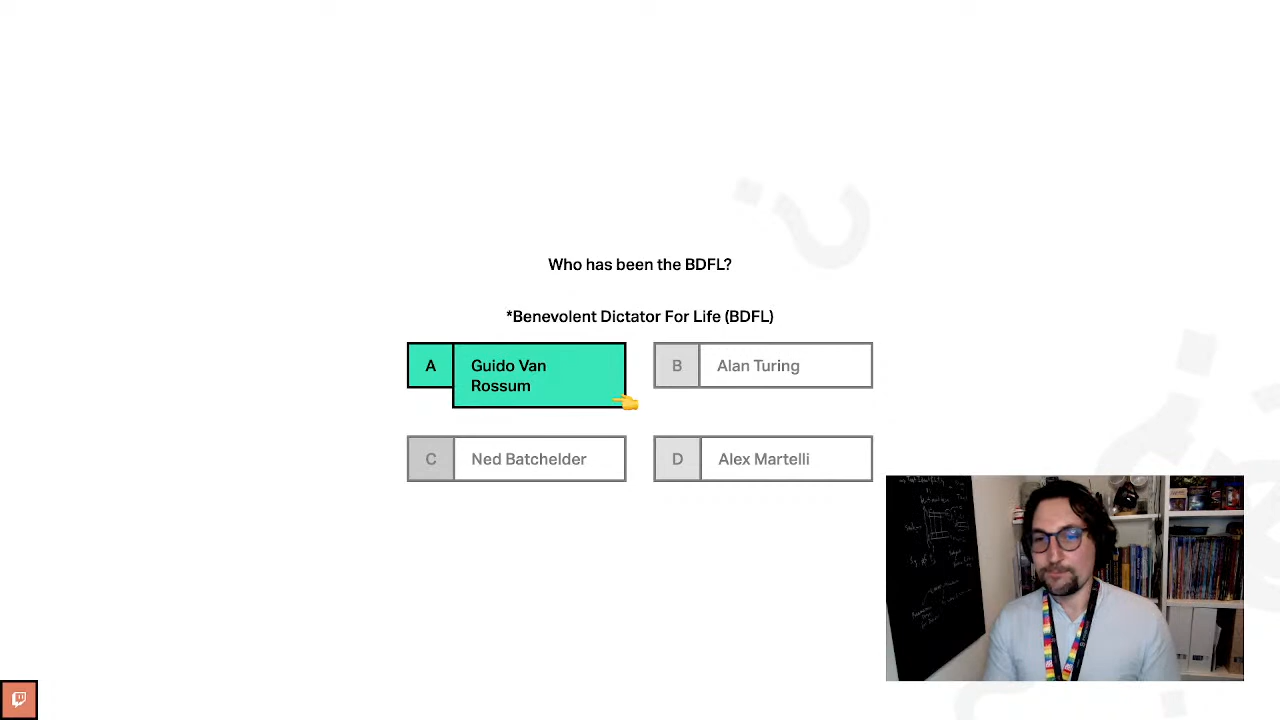 Who has been the BDFL?
*Benevolent Dictator For Life (BDFL)
A
Guido Van
Rossum
B
Alan Turing
C
Ned Batchelder
D
Alex Martelli